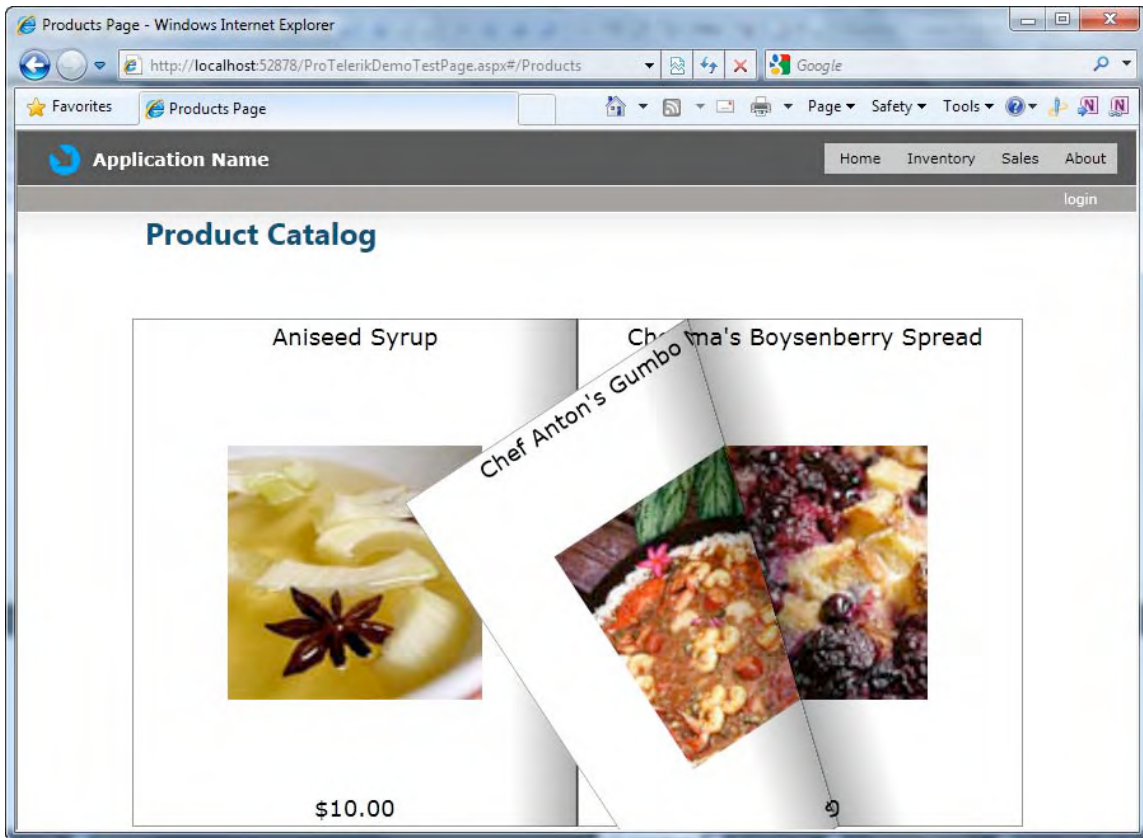 Products Page - Windows Internet Explorer
http://localhost:52878/ProTelerikDemoTestPage.aspx#/Products
Google
Favorites
Products Page
Page Safety Tools
Application Name
Home Inventory Sales About
login
Product Catalog
Aniseed Syrup
ma's Boysenberry Spread
Chef Anton's Gumbo
$10.00